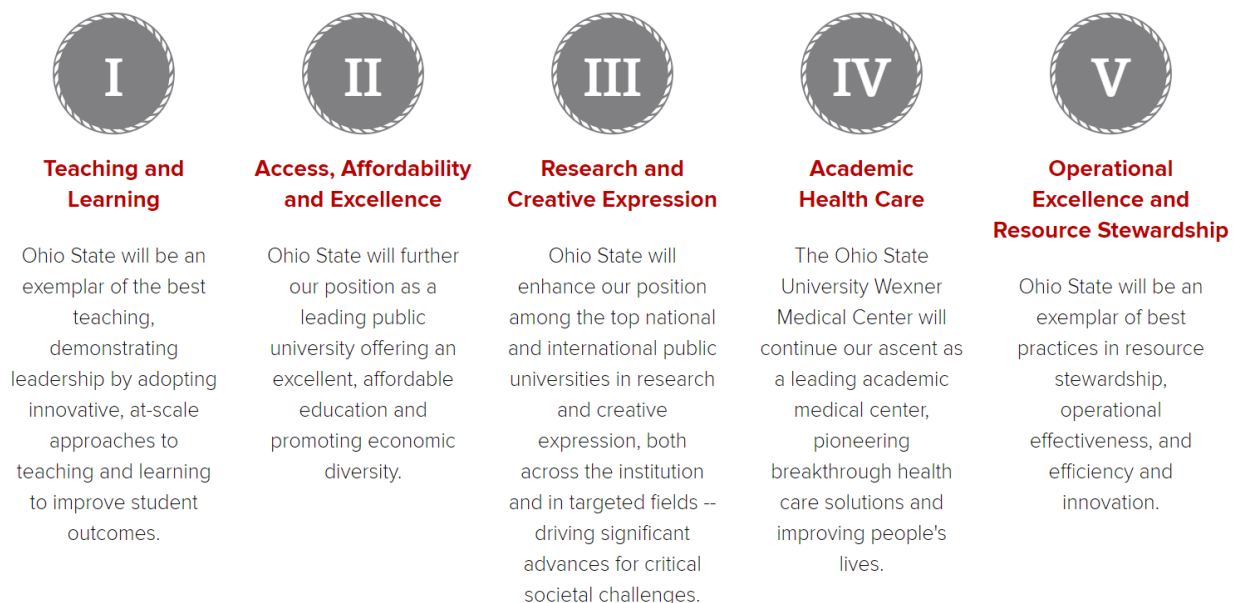 I
Teaching and
Learning
Ohio State will be an
exemplar of the best
teaching,
demonstrating
leadership by adopting
innovative, at-scale
approaches to
teaching and learning
to improve student
outcomes.
II
Access, Affordability
and Excellence
Ohio State will further
our position as a
leading public
university offering an
excellent, affordable
education and
promoting economic
diversity.
III
Research and
Creative Expression
Ohio State will
enhance our position
among the top national
and international public
universities in research
and creative
expression, both
across the institution
and in targeted fields --
driving significant
advances for critical
societal challenges.
IV
Academic
Health Care
The Ohio State
University Wexner
Medical Center will
continue our ascent as
a leading academic
medical center,
pioneering
breakthrough health
care solutions and
improving people's
lives.
V
Operational
Excellence and
Resource Stewardship
Ohio State will be an
exemplar of best
practices in resource
stewardship,
operational
effectiveness, and
efficiency and
innovation.